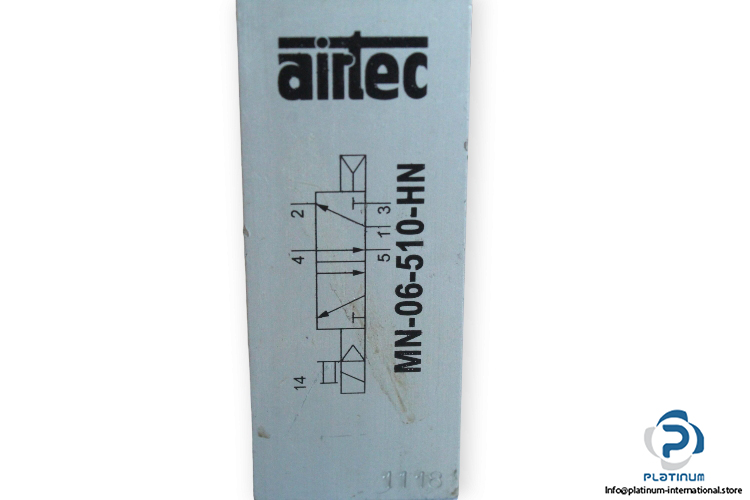 airtec
MN-06-510-HN
2
3
1
4
5
14
1118
PLATINUM
Info@platinum-international.store